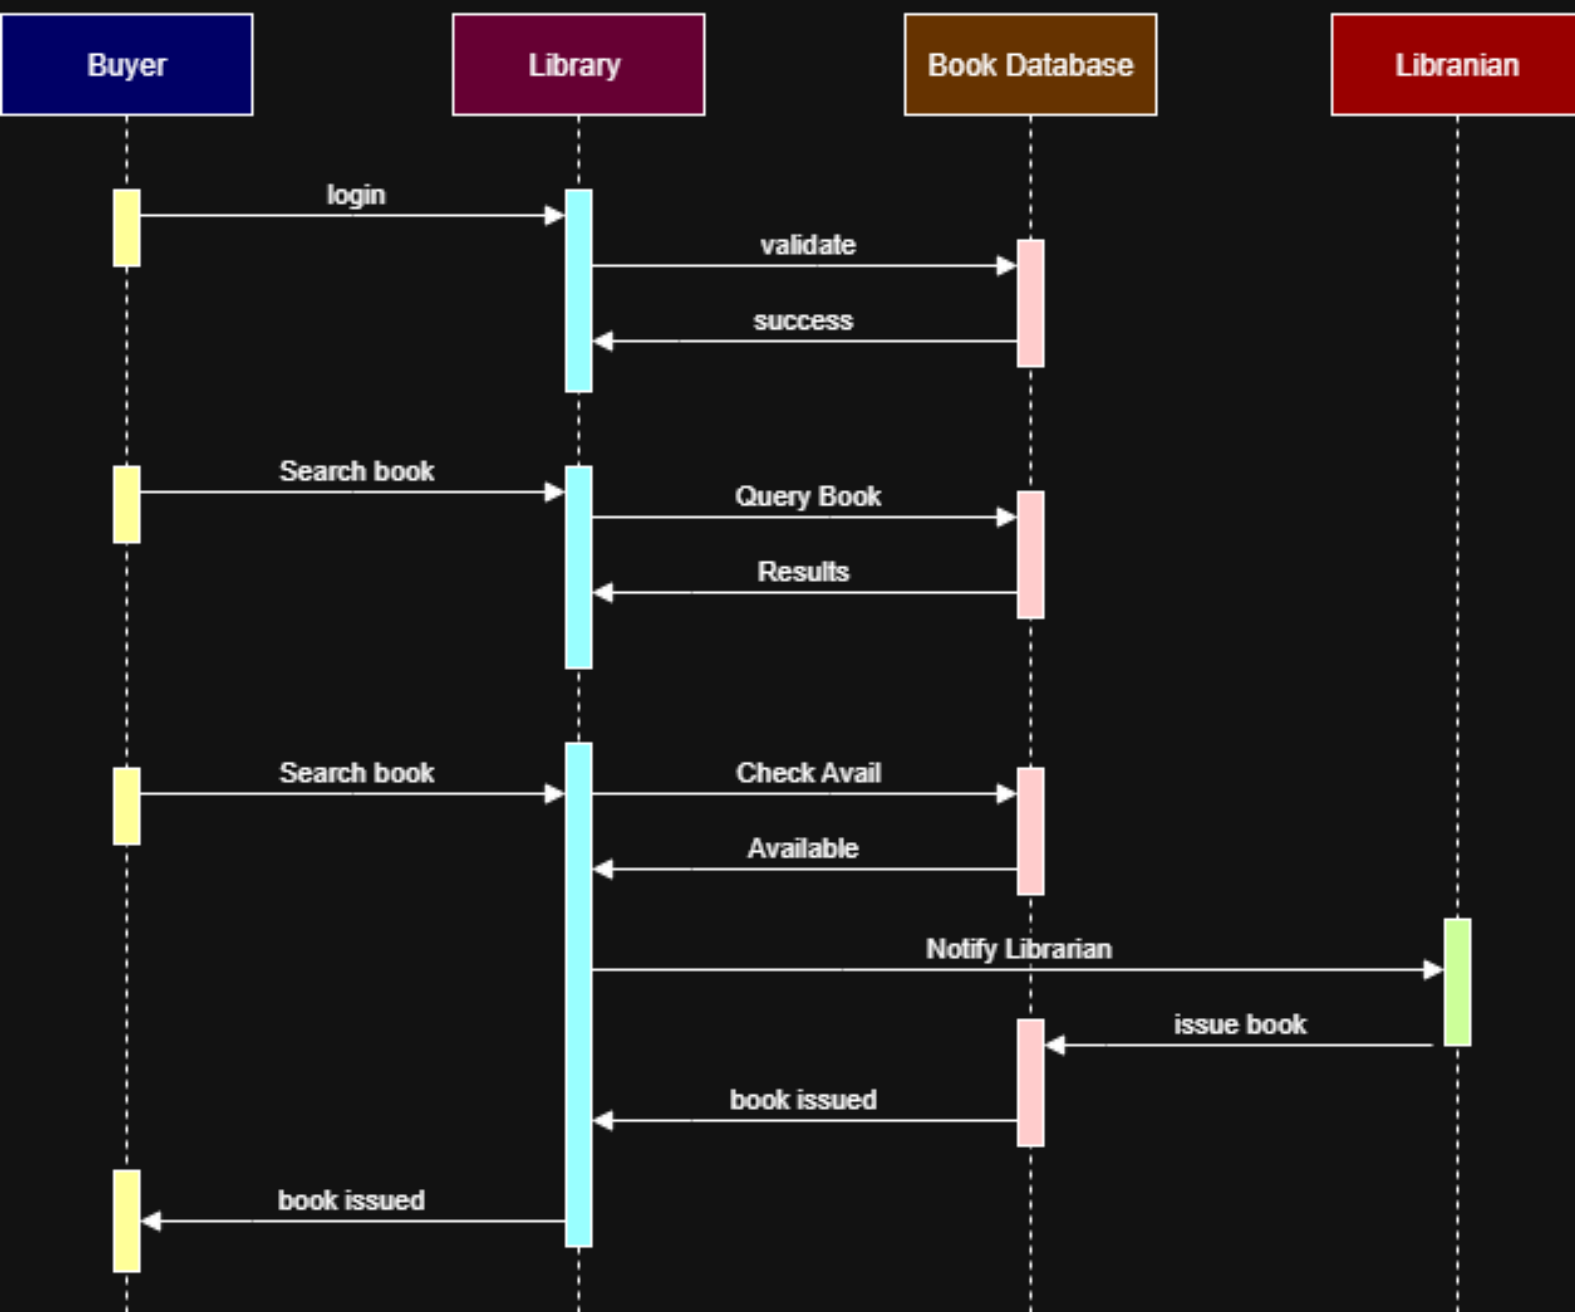 Buyer
Library
Book Database
Libranian
login
validate
success
Search book
Query Book
Results
Search book
Check Avail
Available
Notify Librarian
issue book
book issued
book issued